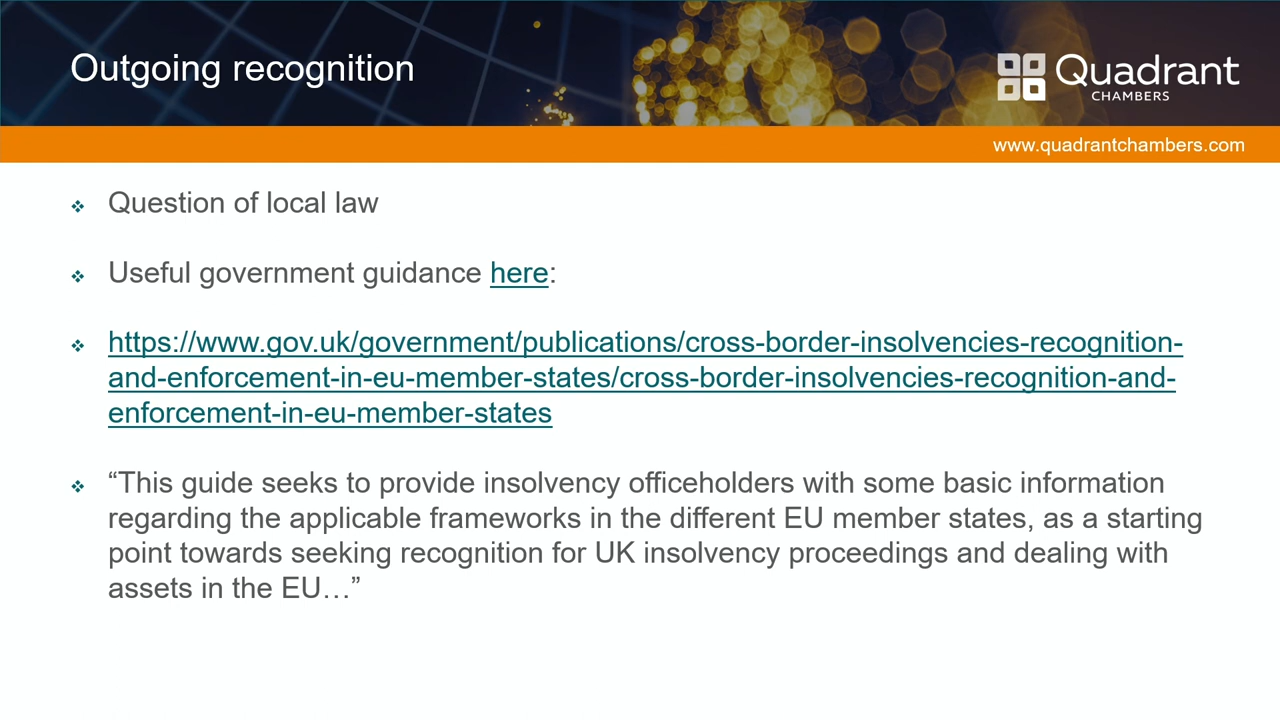 Outgoing recognition
Quadrant
CHAMBERS
www.quadrantchambers.com
Question of local law
Useful government guidance here:
https://www.gov.uk/government/publications/cross-border-insolvencies-recognition-
and-enforcement-in-eu-member-states/cross-border-insolvencies-recognition-and-
enforcement-in-eu-member-states
“This guide seeks to provide insolvency officeholders with some basic information
regarding the applicable frameworks in the different EU member states, as a starting
point towards seeking recognition for UK insolvency proceedings and dealing with
assets in the EU…”